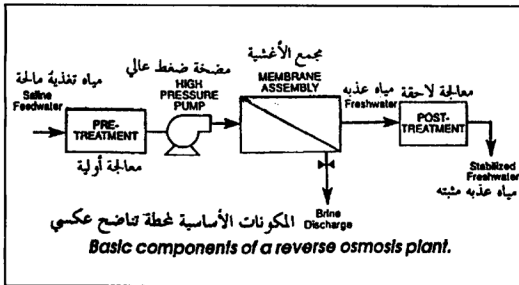 مياه تغذية مالحة
Saline
Feedwater
PRE-
TREATMENT
معالجة أولية
مضخة ضغط عالي
HIGH
PRESSURE
PUMP
مجمع الأغشية
MEMBRANE
ASSEMBLY
مياه عذبه
Freshwater
معالجة لاحقة
POST-
TREATMENT
Stabilized
Freshwater
مياه عذبه مثبته
Brine
Discharge
المكونات الأساسية لمحطة تناضح عكسي
Basic components of a reverse osmosis plant.